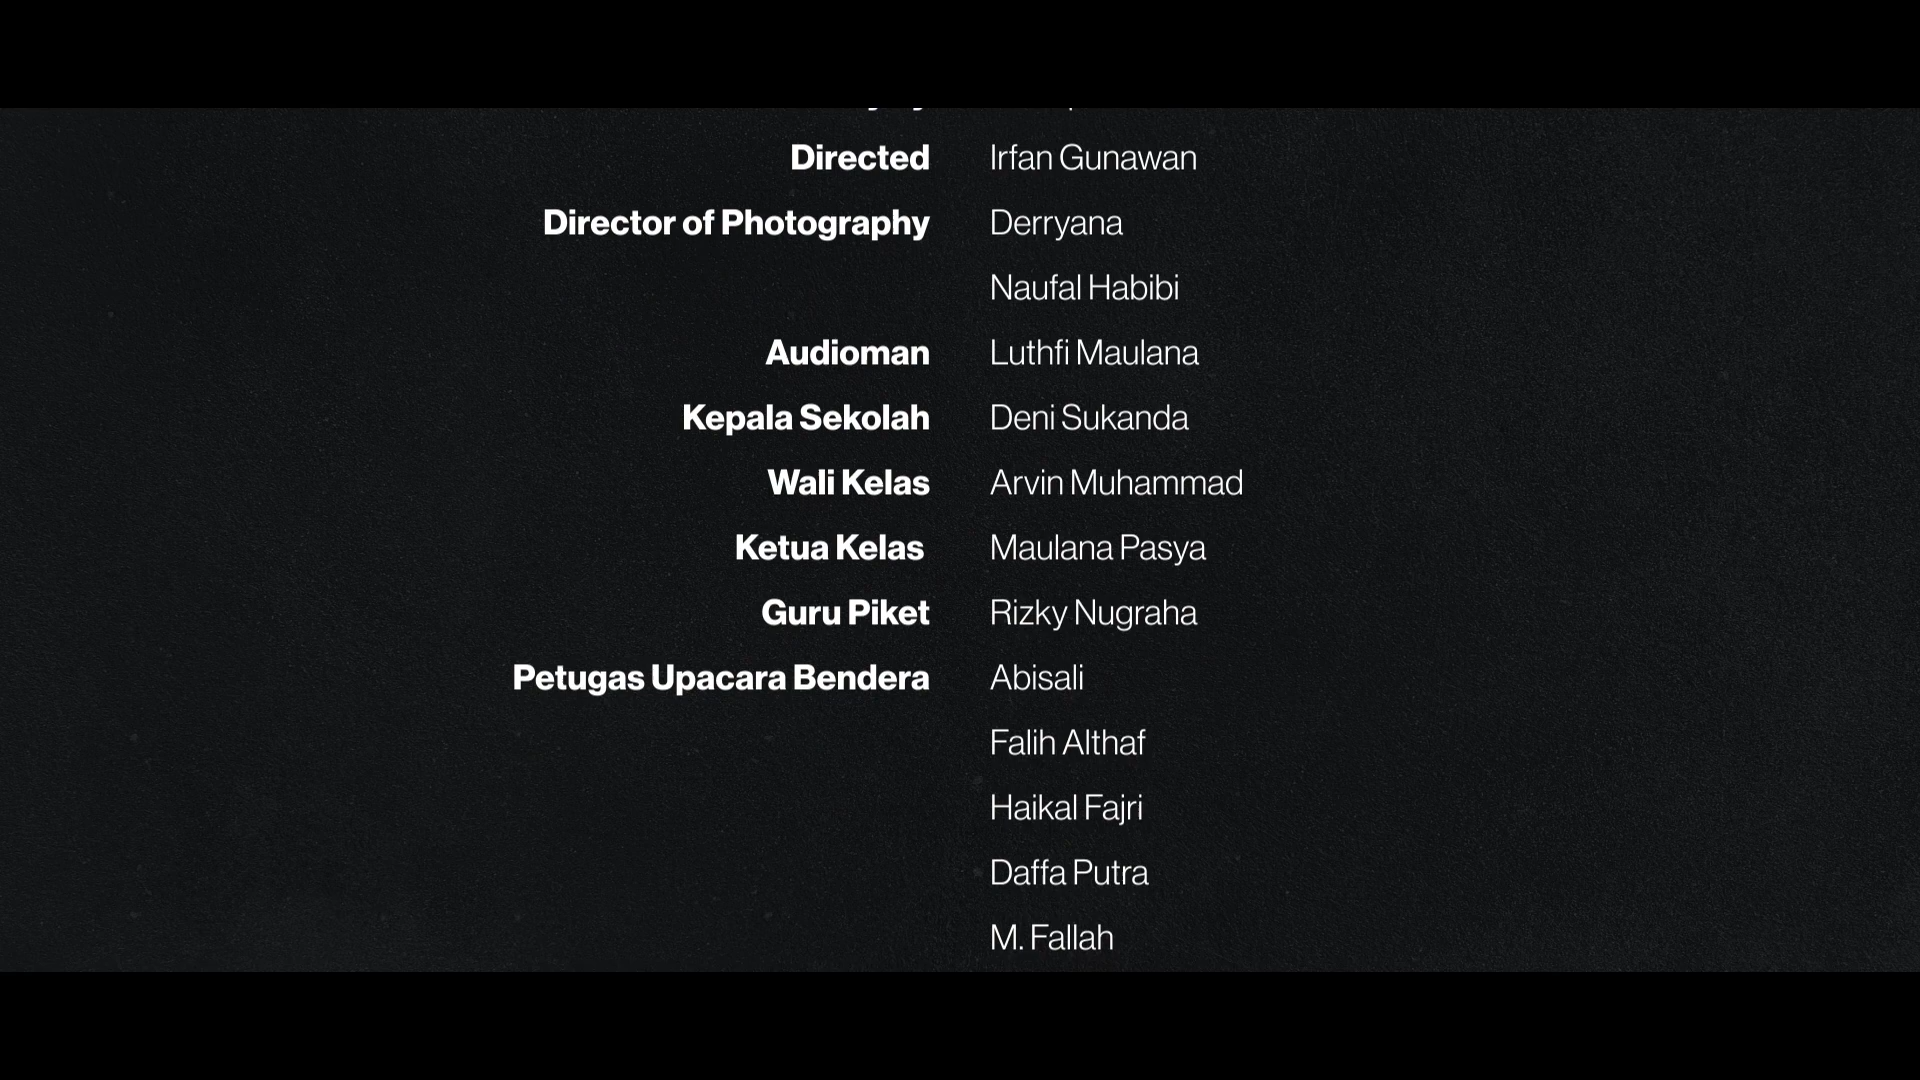 Directed Irfan Gunawan
Director of Photography Derryana
Naufal Habibi
Audioman Luthfi Maulana
Kepala Sekolah Deni Sukanda
Wali Kelas Arvin Muhammad
Ketua Kelas Maulana Pasya
Guru Piket Rizky Nugraha
Petugas Upacara Bendera Abisali
Falih Althaf
Haikal Fajri
Daffa Putra
M. Fallah